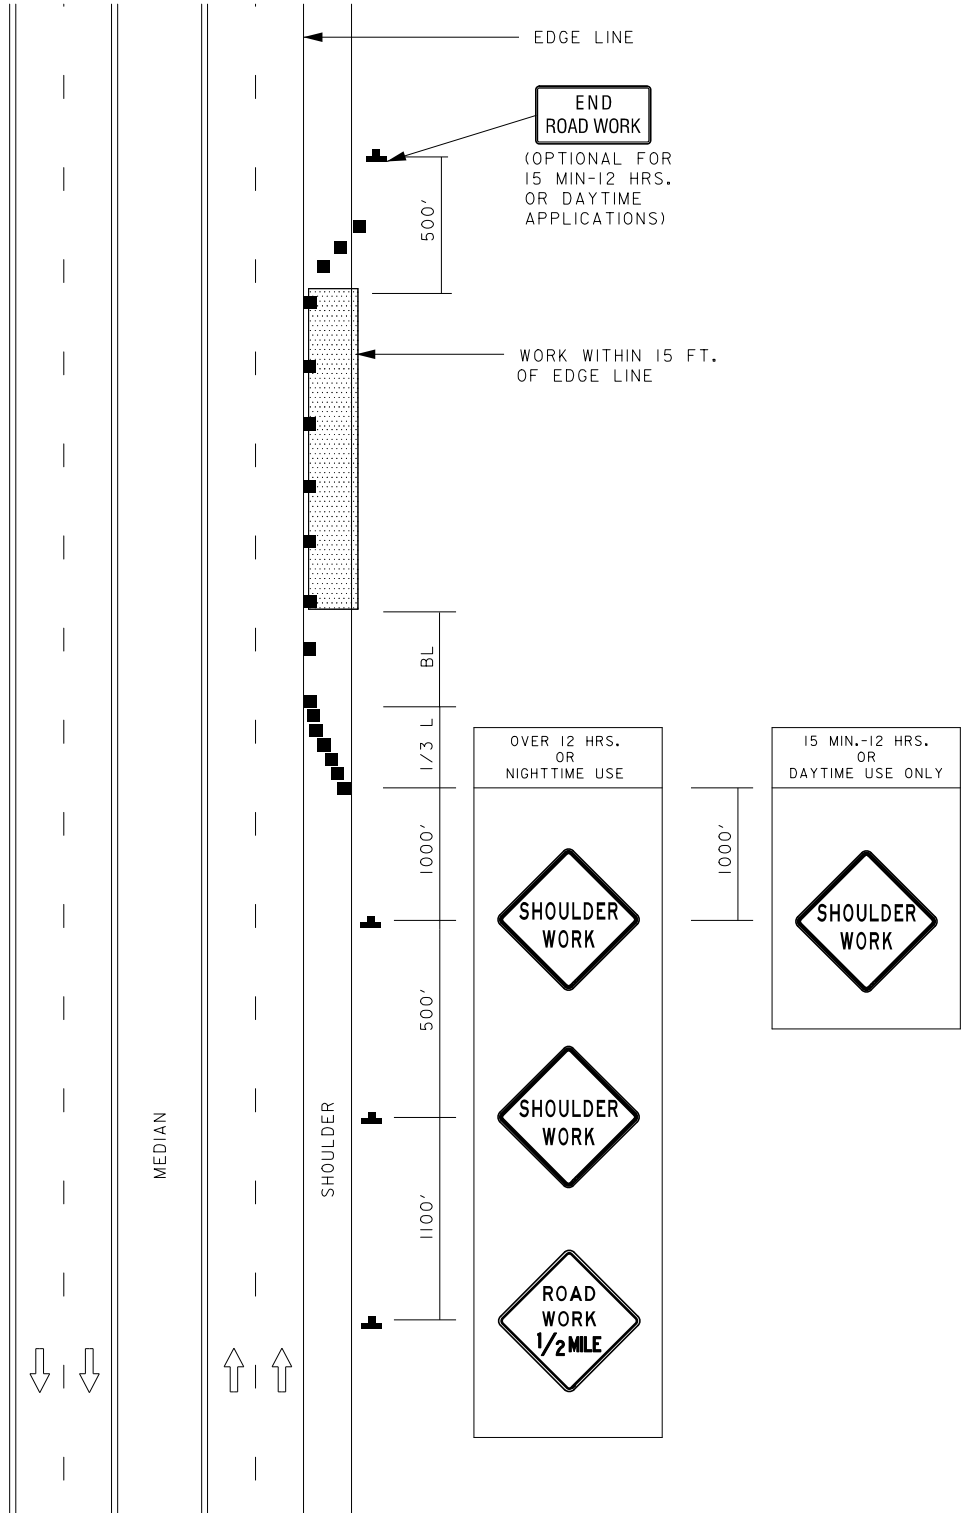 EDGE LINE
END
ROAD WORK
(OPTIONAL FOR
15 MIN-12 HRS.
OR DAYTIME
APPLICATIONS)
500'
WORK WITHIN 15 FT.
OF EDGE LINE
BL
1/3 L
OVER 12 HRS.
OR
NIGHTTIME USE
15 MIN.-12 HRS.
OR
DAYTIME USE ONLY
1000'
1000'
SHOULDER
WORK
SHOULDER
WORK
500'
SHOULDER
WORK
MEDIAN
SHOULDER
1100'
ROAD
WORK
1/2 MILE